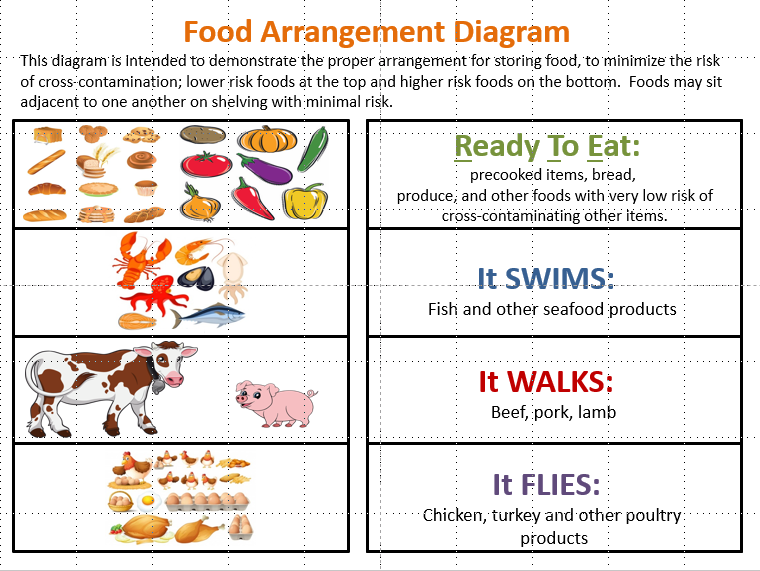 Food Arrangement Diagram
This diagram is intended to demonstrate the proper arrangement for storing food, to minimize the risk
of cross-contamination; lower risk foods at the top and higher risk foods on the bottom.  Foods may sit
adjacent to one another on shelving with minimal risk.
Ready To Eat:
precooked items, bread,
produce, and other foods with very low risk of
cross-contaminating other items.
It SWIMS:
Fish and other seafood products
It WALKS:
Beef, pork, lamb
It FLIES:
Chicken, turkey and other poultry
products